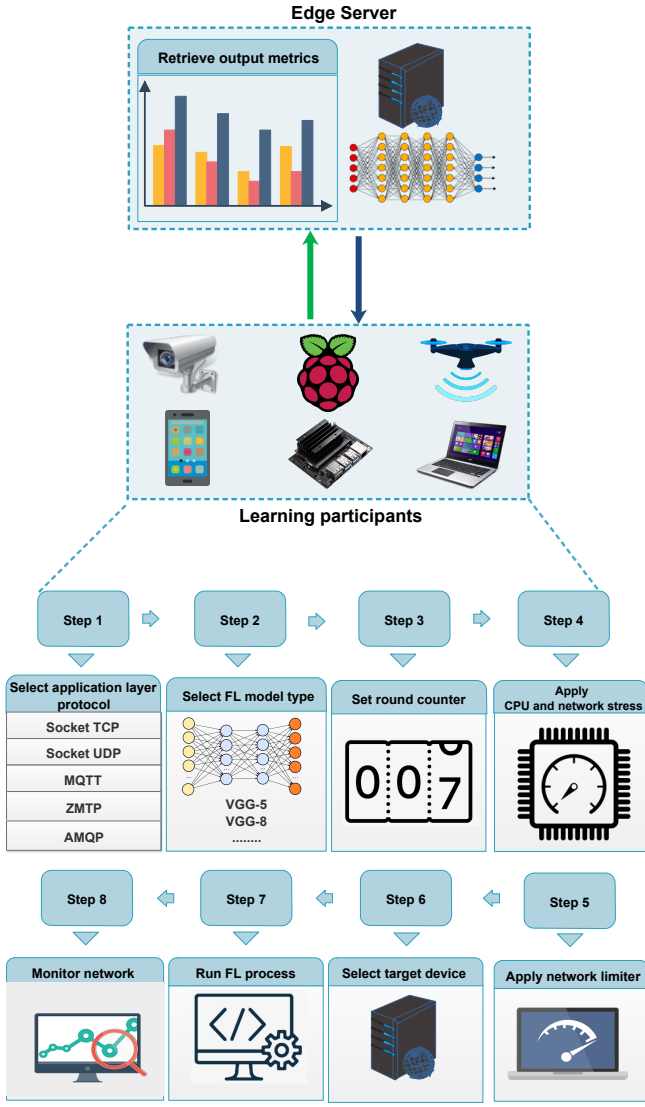 Edge Server
Retrieve output metrics
Learning participants
Step 1
Step 2
Step 3
Step 4
Select application layer
protocol
Socket TCP
Socket UDP
MQTT
ZMTP
AMQP
Select FL model type
...
...
...
...
VGG-5
VGG-8
........
Set round counter
0 0 7
Apply
CPU and network stress
Step 8
Step 7
Step 6
Step 5
Monitor network
Run FL process
</>
Select target device
Apply network limiter